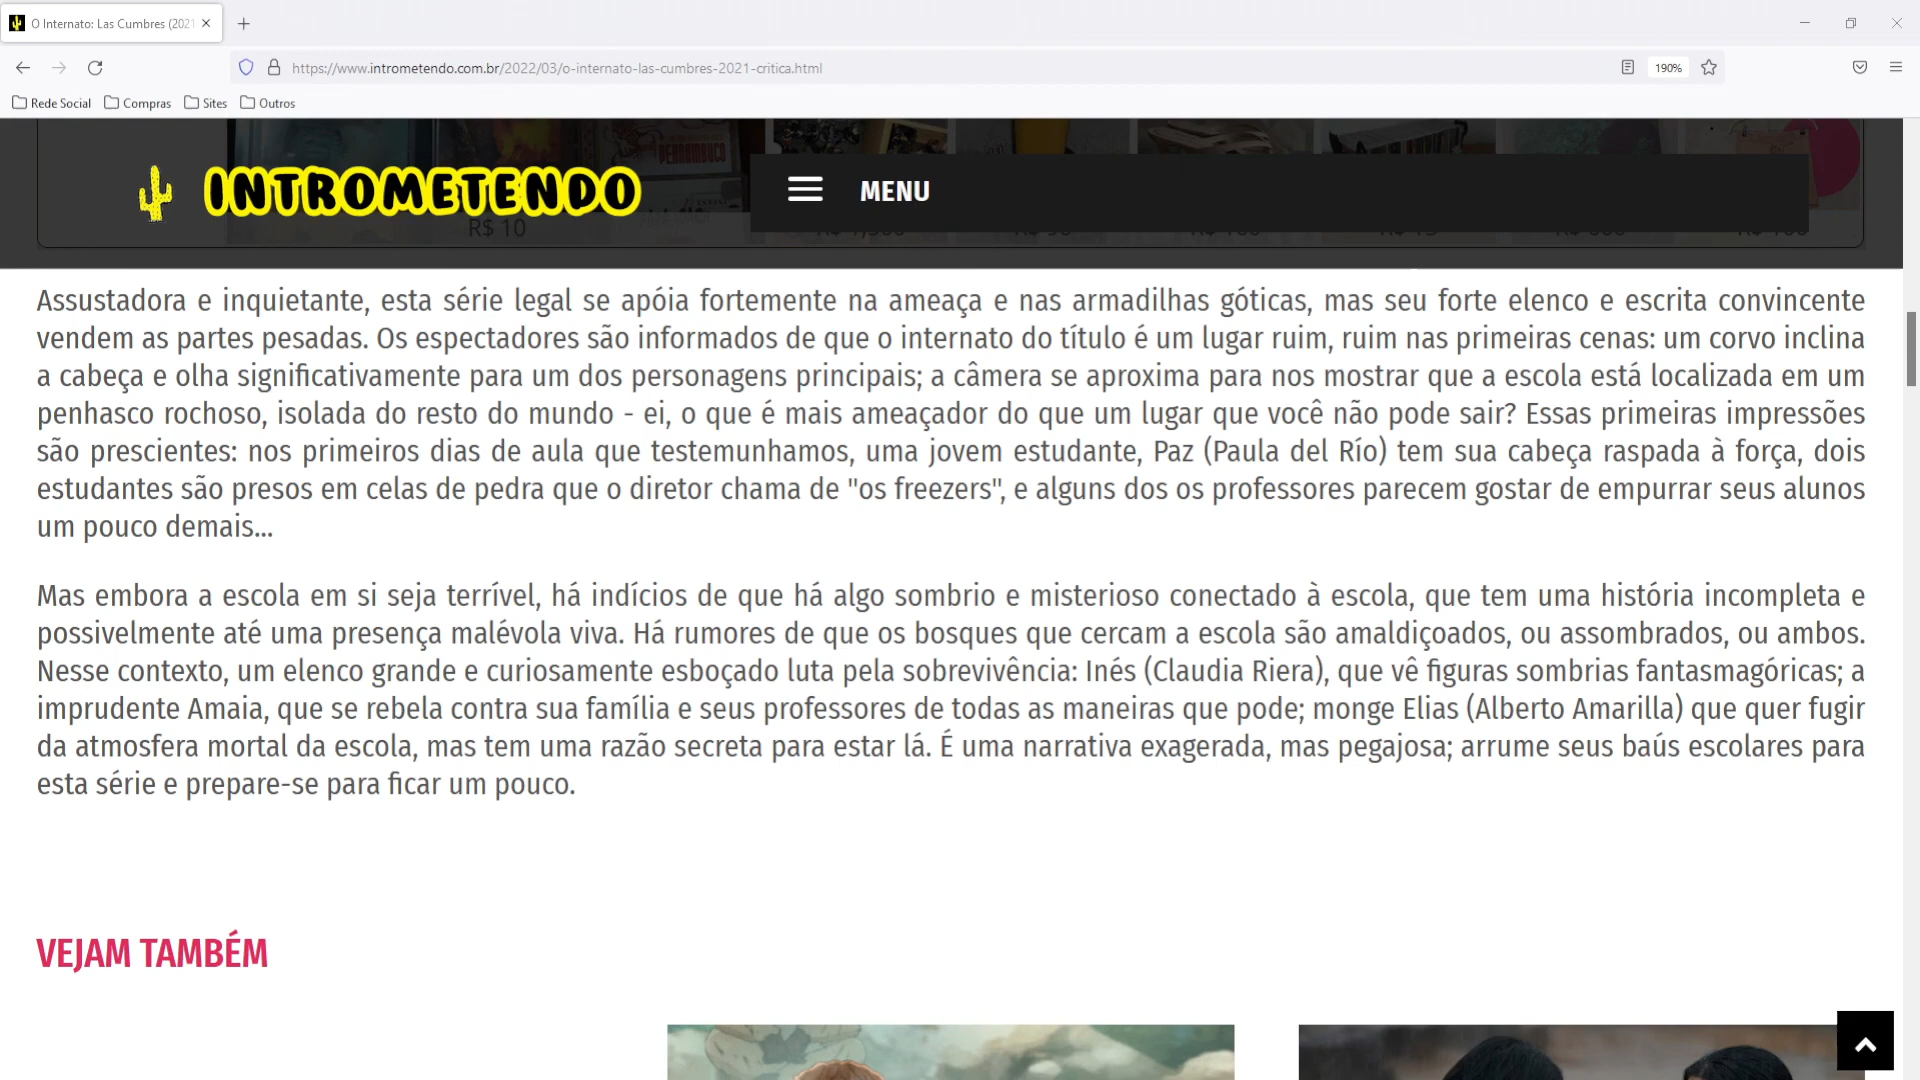 O Internato: Las Cumbres (2021
https://www.intrometendo.com.br/2022/03/o-internato-las-cumbres-2021-critica.html
190%
Rede Social
Compras
Sites
Outros
PERNAMBUCO
INTROMETENDO
MENU
R$ 10
Assustadora e inquietante, esta série legal se apóia fortemente na ameaça e nas armadilhas góticas, mas seu forte elenco e escrita convincente
vendem as partes pesadas. Os espectadores são informados de que o internato do título é um lugar ruim, ruim nas primeiras cenas: um corvo inclina
a cabeça e olha significativamente para um dos personagens principais; a câmera se aproxima para nos mostrar que a escola está localizada em um
penhasco rochoso, isolada do resto do mundo - ei, o que é mais ameaçador do que um lugar que você não pode sair? Essas primeiras impressões
são prescientes: nos primeiros dias de aula que testemunhamos, uma jovem estudante, Paz (Paula del Río) tem sua cabeça raspada à força, dois
estudantes são presos em celas de pedra que o diretor chama de "os freezers", e alguns dos os professores parecem gostar de empurrar seus alunos
um pouco demais...
Mas embora a escola em si seja terrível, há indícios de que há algo sombrio e misterioso conectado à escola, que tem uma história incompleta e
possivelmente até uma presença malévola viva. Há rumores de que os bosques que cercam a escola são amaldiçoados, ou assombrados, ou ambos.
Nesse contexto, um elenco grande e curiosamente esboçado luta pela sobrevivência: Inés (Claudia Riera), que vê figuras sombrias fantasmagóricas; a
imprudente Amaia, que se rebela contra sua família e seus professores de todas as maneiras que pode; monge Elias (Alberto Amarilla) que quer fugir
da atmosfera mortal da escola, mas tem uma razão secreta para estar lá. É uma narrativa exagerada, mas pegajosa; arrume seus baús escolares para
esta série e prepare-se para ficar um pouco.
VEJAM TAMBÉM